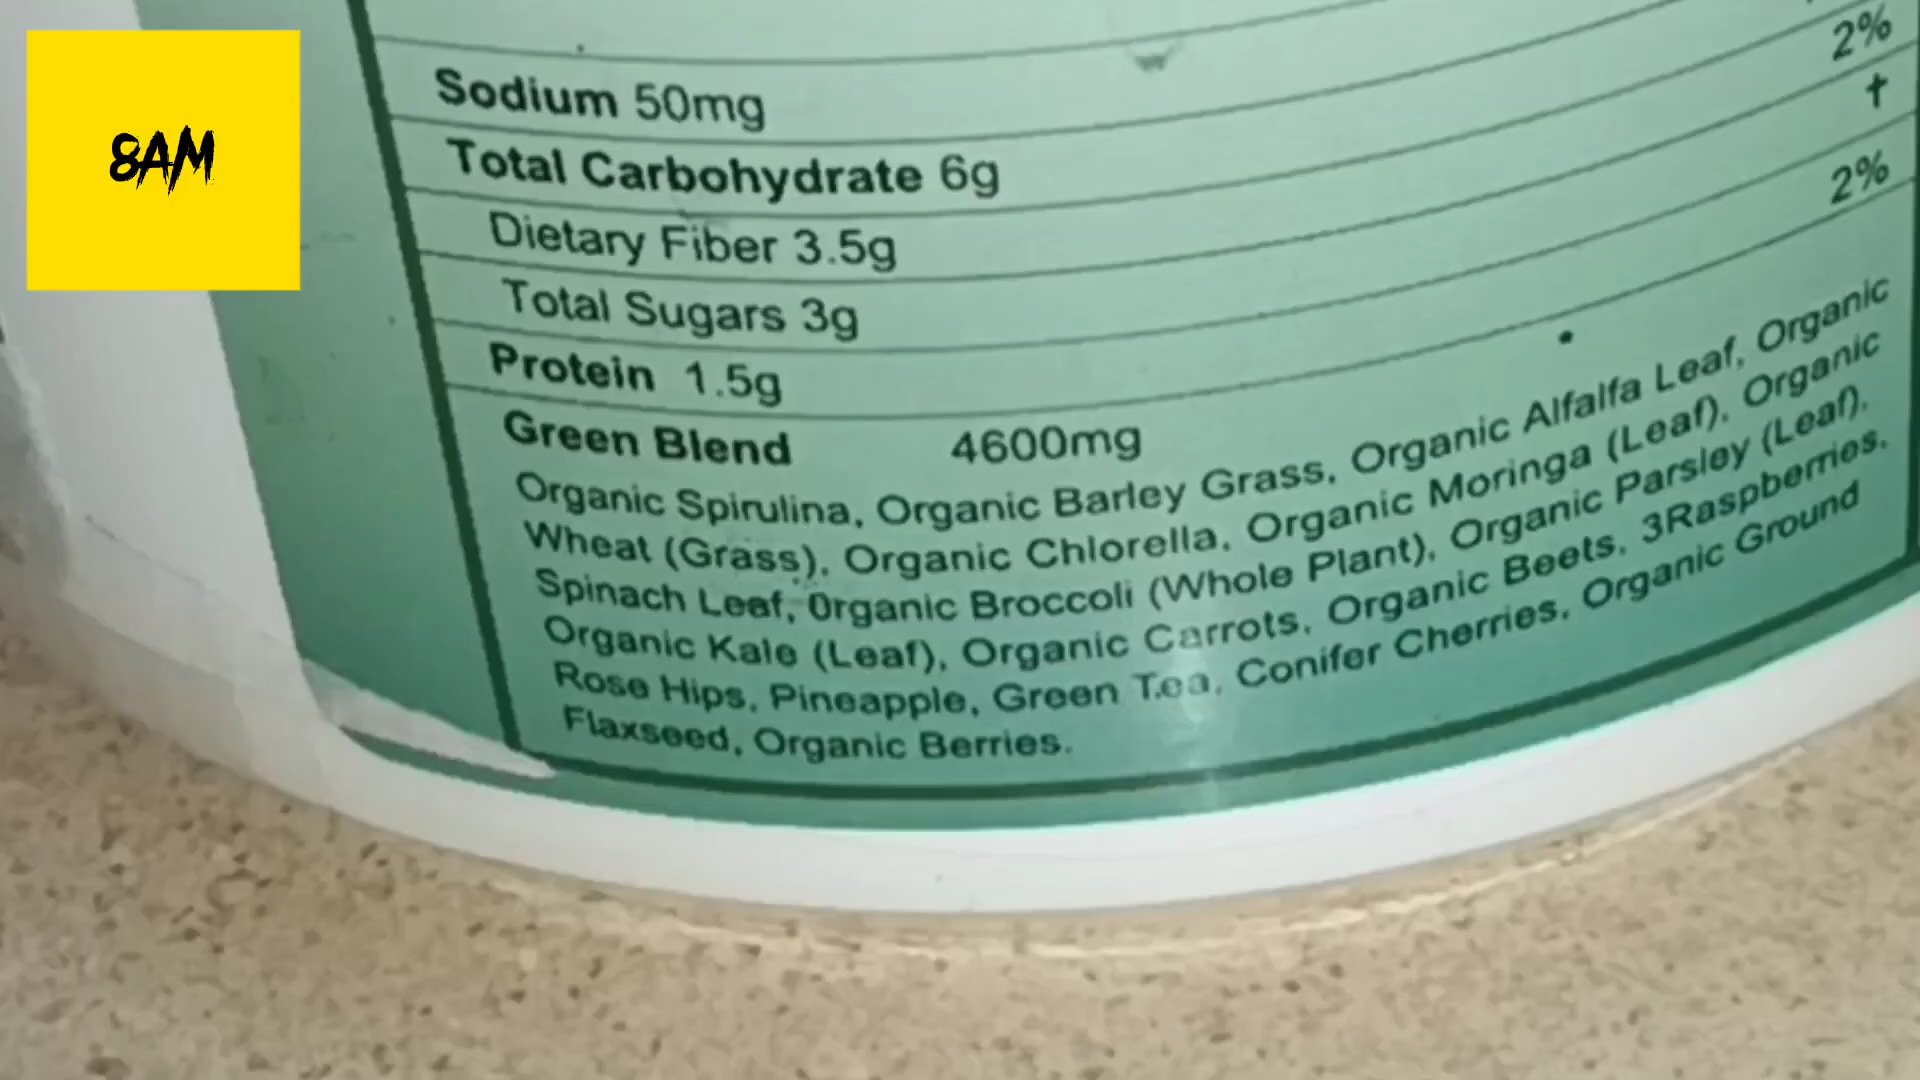 8AM
Sodium 50mg
2%
Total Carbohydrate 6g
†
Dietary Fiber 3.5g
2%
Total Sugars 3g
Protein 1.5g
Green Blend 4600mg
Organic Spirulina, Organic Barley Grass, Organic Alfalfa Leaf, Organic
Wheat (Grass), Organic Chlorella, Organic Moringa (Leaf), Organic
Spinach Leaf, Organic Broccoli (Whole Plant), Organic Parsley (Leaf),
Organic Kale (Leaf), Organic Carrots, Organic Beets, 3Raspberries,
Rose Hips, Pineapple, Green Tea, Conifer Cherries, Organic Ground
Flaxseed, Organic Berries.